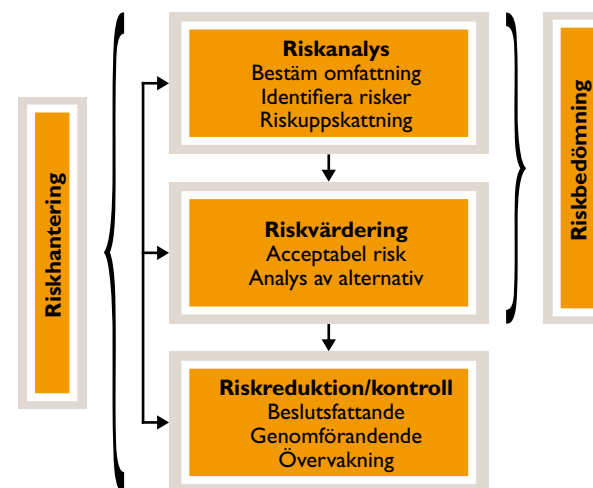 Riskhantering
Riskanalys
Bestäm omfattning
Identifiera risker
Riskuppskattning
Riskvärdering
Acceptabel risk
Analys av alternativ
Riskreduktion/kontroll
Beslutsfattande
Genomförandende
Övervakning
Riskbedömning